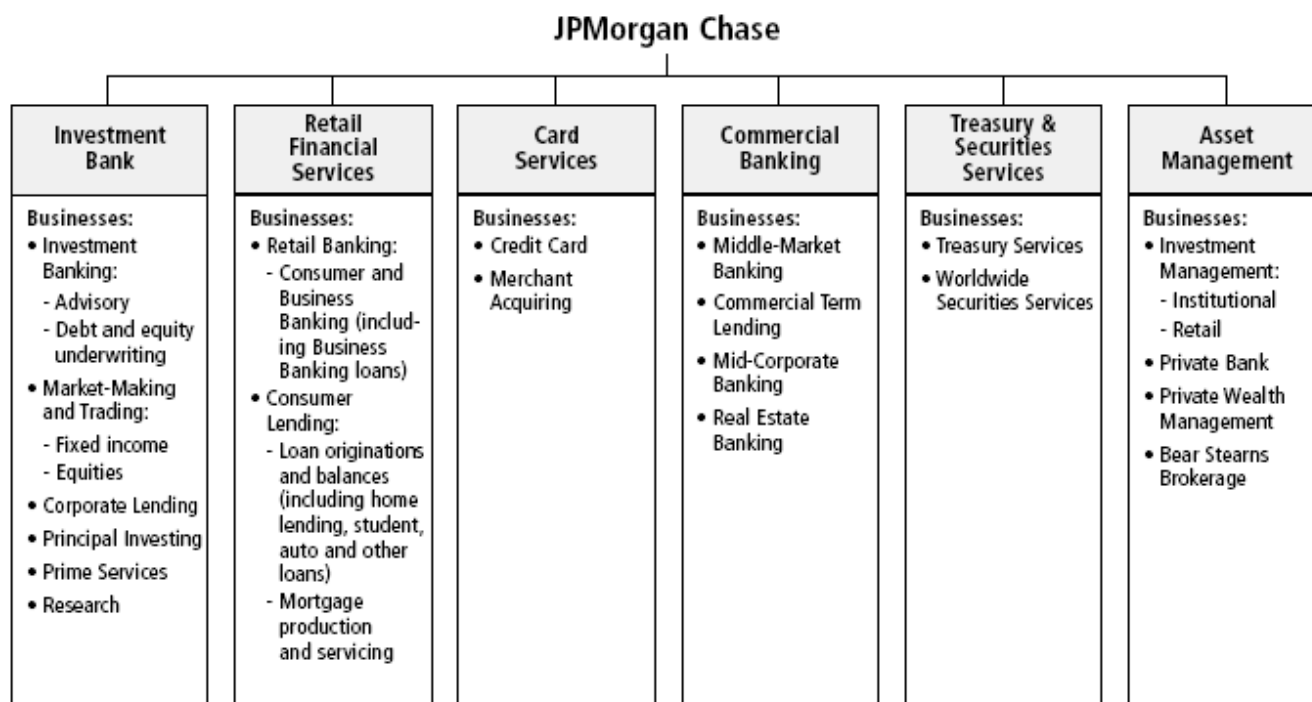 JPMorgan Chase
Investment
Bank
Businesses:
• Investment
Banking:
- Advisory
- Debt and equity
underwriting
• Market-Making
and Trading:
- Fixed income
- Equities
• Corporate Lending
• Principal Investing
• Prime Services
• Research
Retail
Financial
Services
Businesses:
• Retail Banking:
- Consumer and
Business
Banking (includ-
ing Business
Banking loans)
• Consumer
Lending:
- Loan originations
and balances
(including home
lending, student,
auto and other
loans)
- Mortgage
production
and servicing
Card
Services
Businesses:
• Credit Card
• Merchant
Acquiring
Commercial
Banking
Businesses:
• Middle-Market
Banking
• Commercial Term
Lending
• Mid-Corporate
Banking
• Real Estate
Banking
Treasury &
Securities
Services
Businesses:
• Treasury Services
• Worldwide
Securities Services
Asset
Management
Businesses:
• Investment
Management:
- Institutional
- Retail
• Private Bank
• Private Wealth
Management
• Bear Stearns
Brokerage